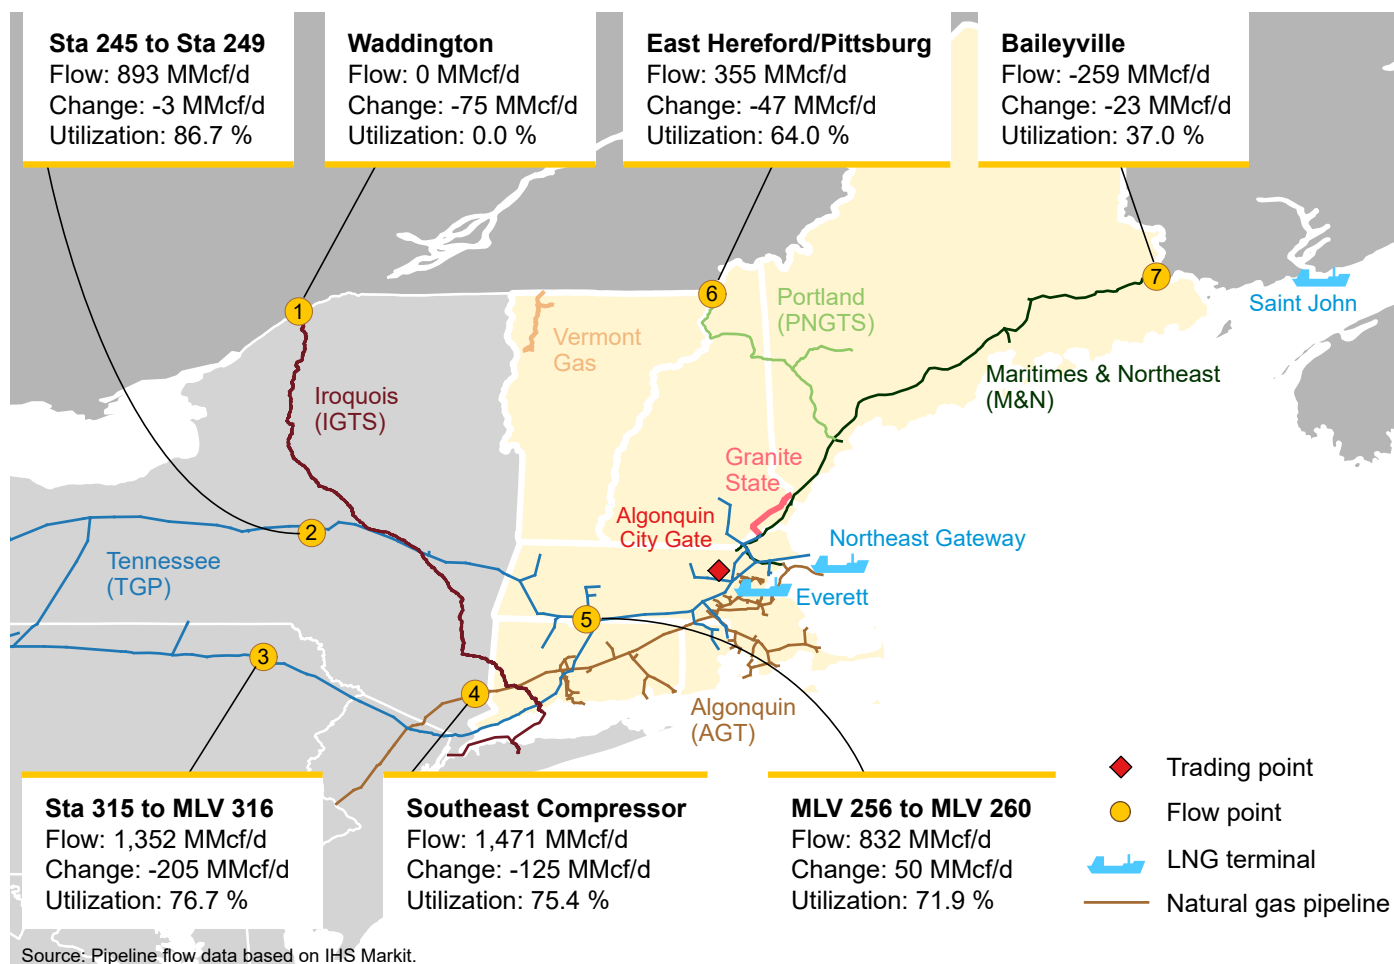 Sta 245 to Sta 249
Flow: 893 MMcf/d
Change: -3 MMcf/d
Utilization: 86.7 %
Waddington
Flow: 0 MMcf/d
Change: -75 MMcf/d
Utilization: 0.0 %
East Hereford/Pittsburg
Flow: 355 MMcf/d
Change: -47 MMcf/d
Utilization: 64.0 %
Baileyville
Flow: -259 MMcf/d
Change: -23 MMcf/d
Utilization: 37.0 %
1
6
7
Saint John
Portland
(PNGTS)
Vermont
Gas
Maritimes & Northeast
(M&N)
Iroquois
(IGTS)
Granite
State
Algonquin
City Gate
2
Northeast Gateway
Tennessee
(TGP)
Everett
5
3
4
Algonquin
(AGT)
Sta 315 to MLV 316
Flow: 1,352 MMcf/d
Change: -205 MMcf/d
Utilization: 76.7 %
Southeast Compressor
Flow: 1,471 MMcf/d
Change: -125 MMcf/d
Utilization: 75.4 %
MLV 256 to MLV 260
Flow: 832 MMcf/d
Change: 50 MMcf/d
Utilization: 71.9 %
Trading point
Flow point
LNG terminal
Natural gas pipeline
Source: Pipeline flow data based on IHS Markit.